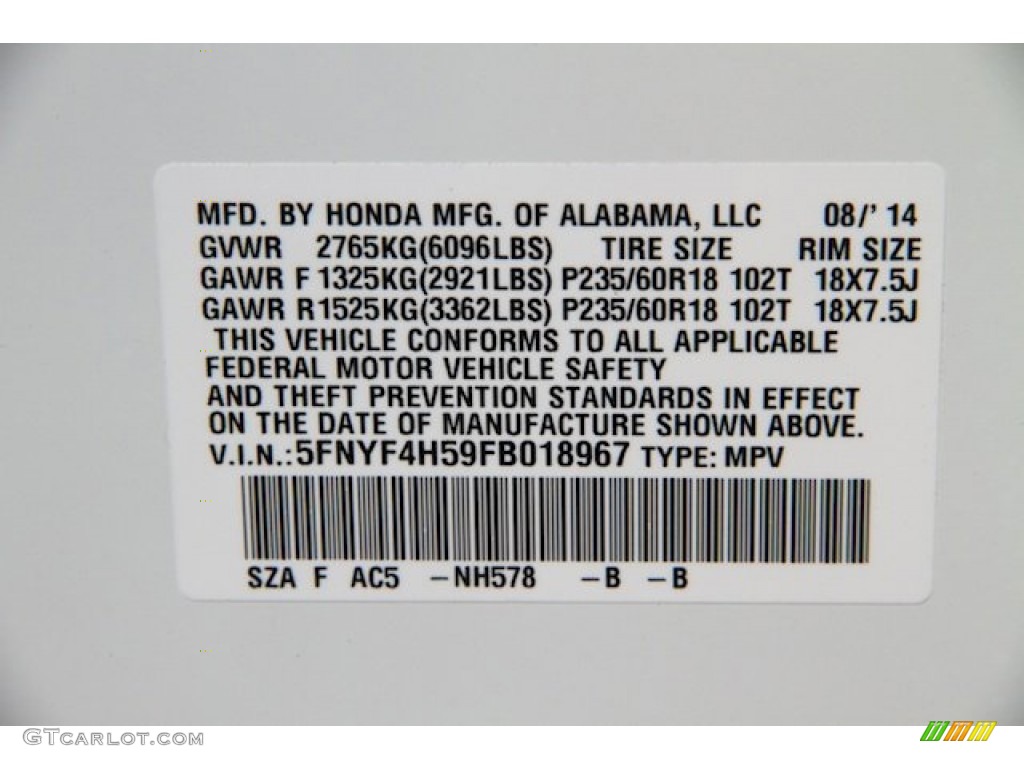 MFD. BY HONDA MFG. OF ALABAMA, LLC 08/' 14
GVWR 2765KG(6096LBS) TIRE SIZE RIM SIZE
GAWR F 1325KG(2921LBS) P235/60R18 102T 18X7.5J
GAWR R1525KG(3362LBS) P235/60R18 102T 18X7.5J
THIS VEHICLE CONFORMS TO ALL APPLICABLE
FEDERAL MOTOR VEHICLE SAFETY
AND THEFT PREVENTION STANDARDS IN EFFECT
ON THE DATE OF MANUFACTURE SHOWN ABOVE.
V.I.N.:5FNYF4H59FB018967 TYPE: MPV
SZA F AC5 –NH578 –B –B
GTCARLOT.COM